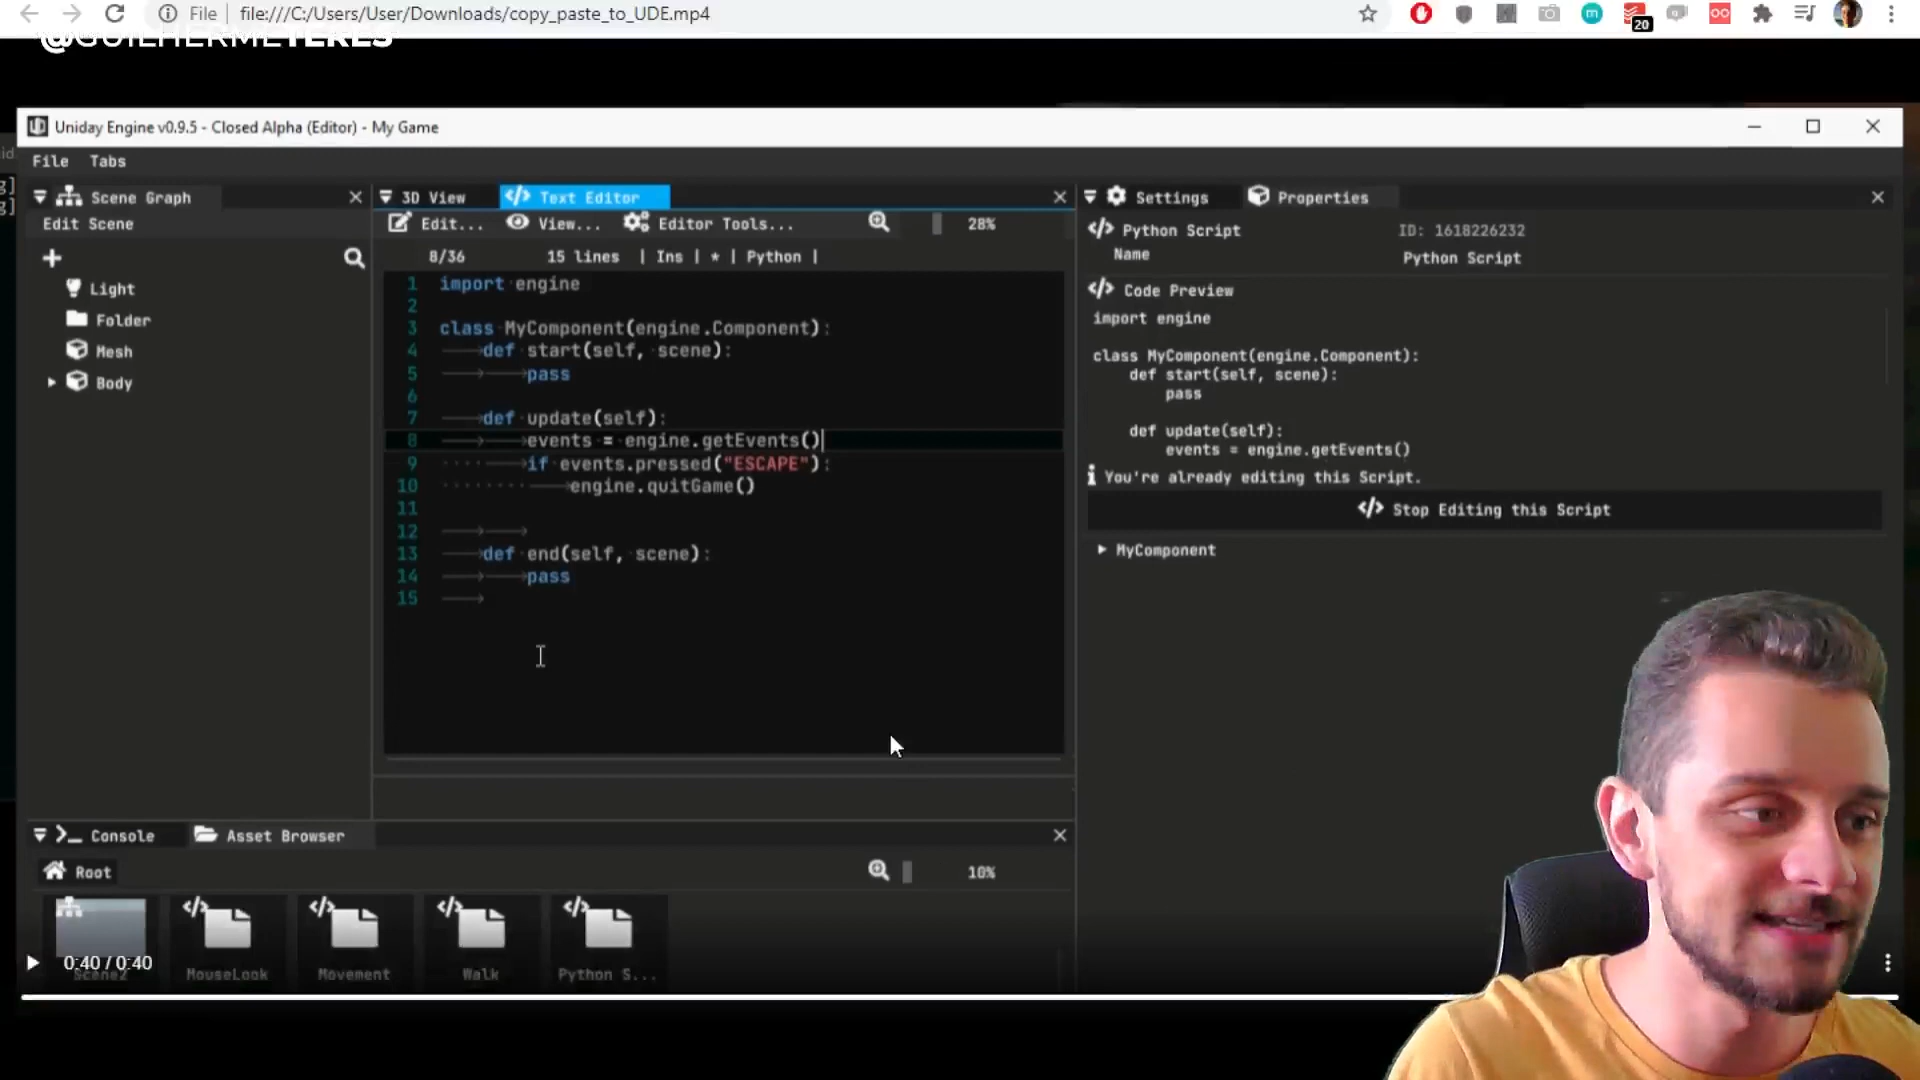 File file:///C:/Users/User/Downloads/copy_paste_to_UDE.mp4
20
@GUILHERMETERES
Uniday Engine v0.9.5 - Closed Alpha (Editor) - My Game
File Tabs
Scene Graph
Edit Scene
Light
Folder
Mesh
Body
3D View Text Editor
Edit... View... Editor Tools... 28%
8/36 15 lines | Ins | * | Python |
1 import engine
2
3 class MyComponent(engine.Component):
4 def start(self, scene):
5 pass
6
7 def update(self):
8 events = engine.getEvents()
9 if events.pressed("ESCAPE"):
10 engine.quitGame()
11
12
13 def end(self, scene):
14 pass
15
Settings Properties
Python Script ID: 1618226232
Name Python Script
Code Preview
import engine
class MyComponent(engine.Component):
def start(self, scene):
pass
def update(self):
events = engine.getEvents()
You're already editing this Script.
Stop Editing this Script
MyComponent
Console Asset Browser
Root 10%
Scene2 MouseLook Movement Walk Python S...
0:40 / 0:40